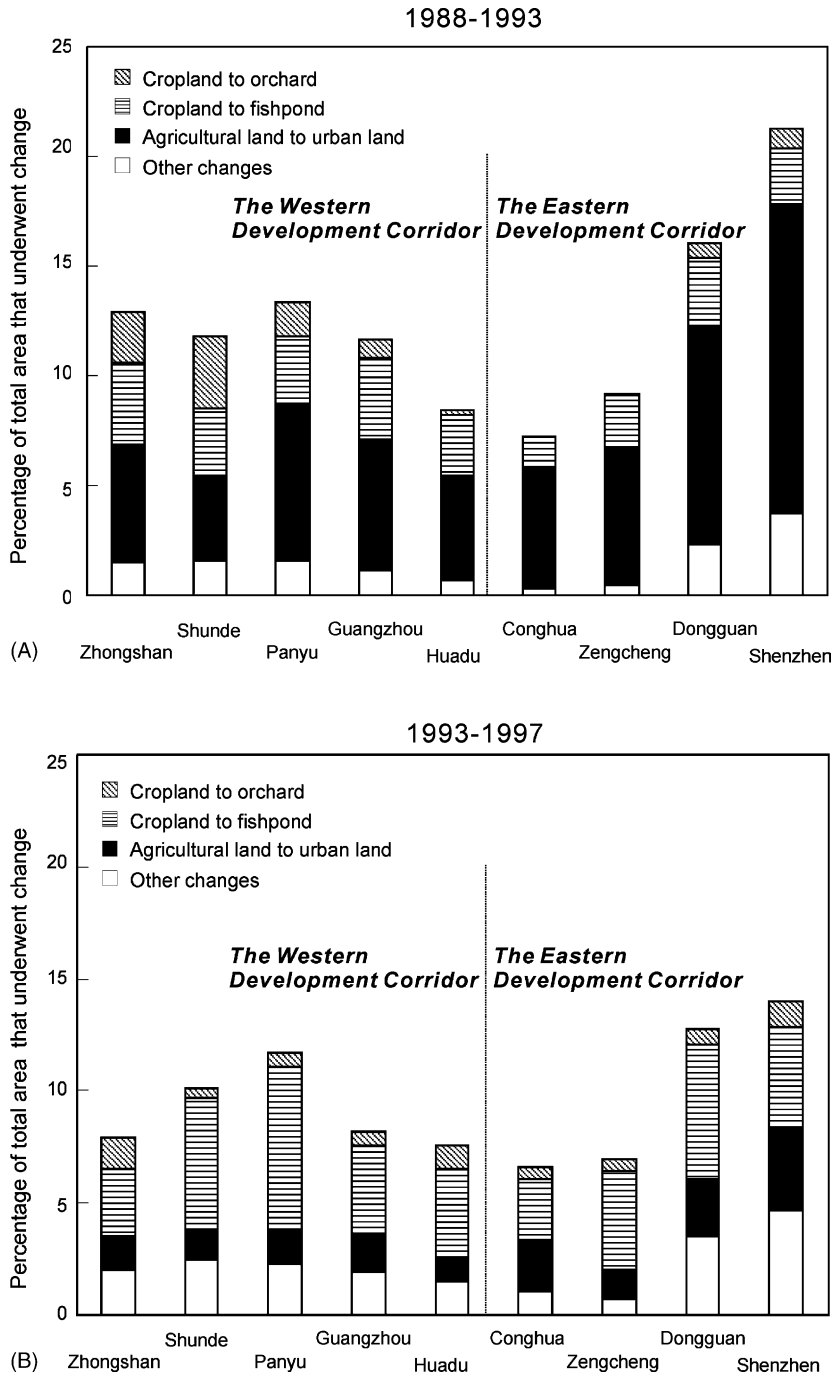 1988-1993
25
20
15
10
5
0
Percentage of total area that underwent change
Cropland to orchard
Cropland to fishpond
Agricultural land to urban land
Other changes
The Western
Development Corridor
The Eastern
Development Corridor
Zhongshan
Shunde
Panyu
Guangzhou
Huadu
Conghua
Zengcheng
Dongguan
Shenzhen
(A)
1993-1997
25
20
15
10
5
0
Percentage of total area that underwent change
Cropland to orchard
Cropland to fishpond
Agricultural land to urban land
Other changes
The Western
Development Corridor
The Eastern
Development Corridor
Zhongshan
Shunde
Panyu
Guangzhou
Huadu
Conghua
Zengcheng
Dongguan
Shenzhen
(B)